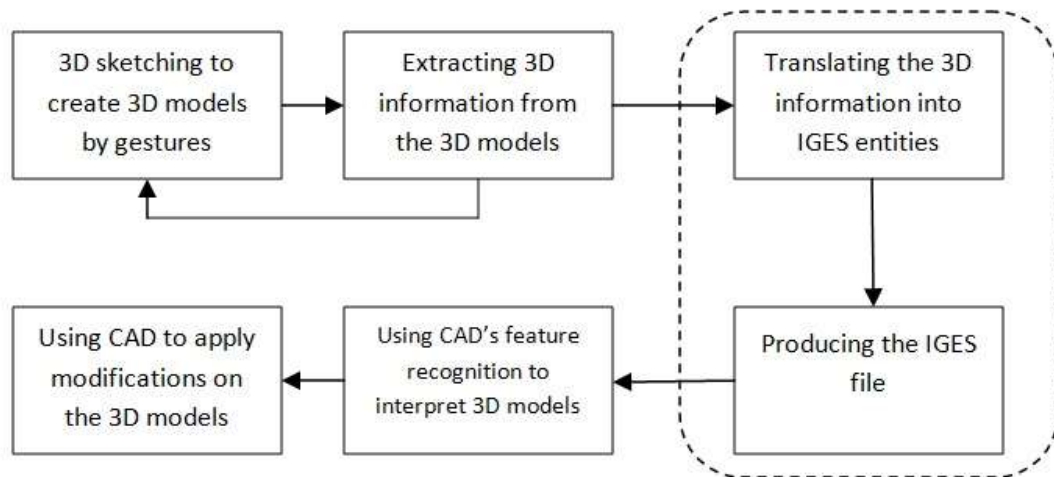 3D sketching to
create 3D models
by gestures
Extracting 3D
information from
the 3D models
Translating the 3D
information into
IGES entities
Using CAD to apply
modifications on
the 3D models
Using CAD’s feature
recognition to
interpret 3D models
Producing the IGES
file